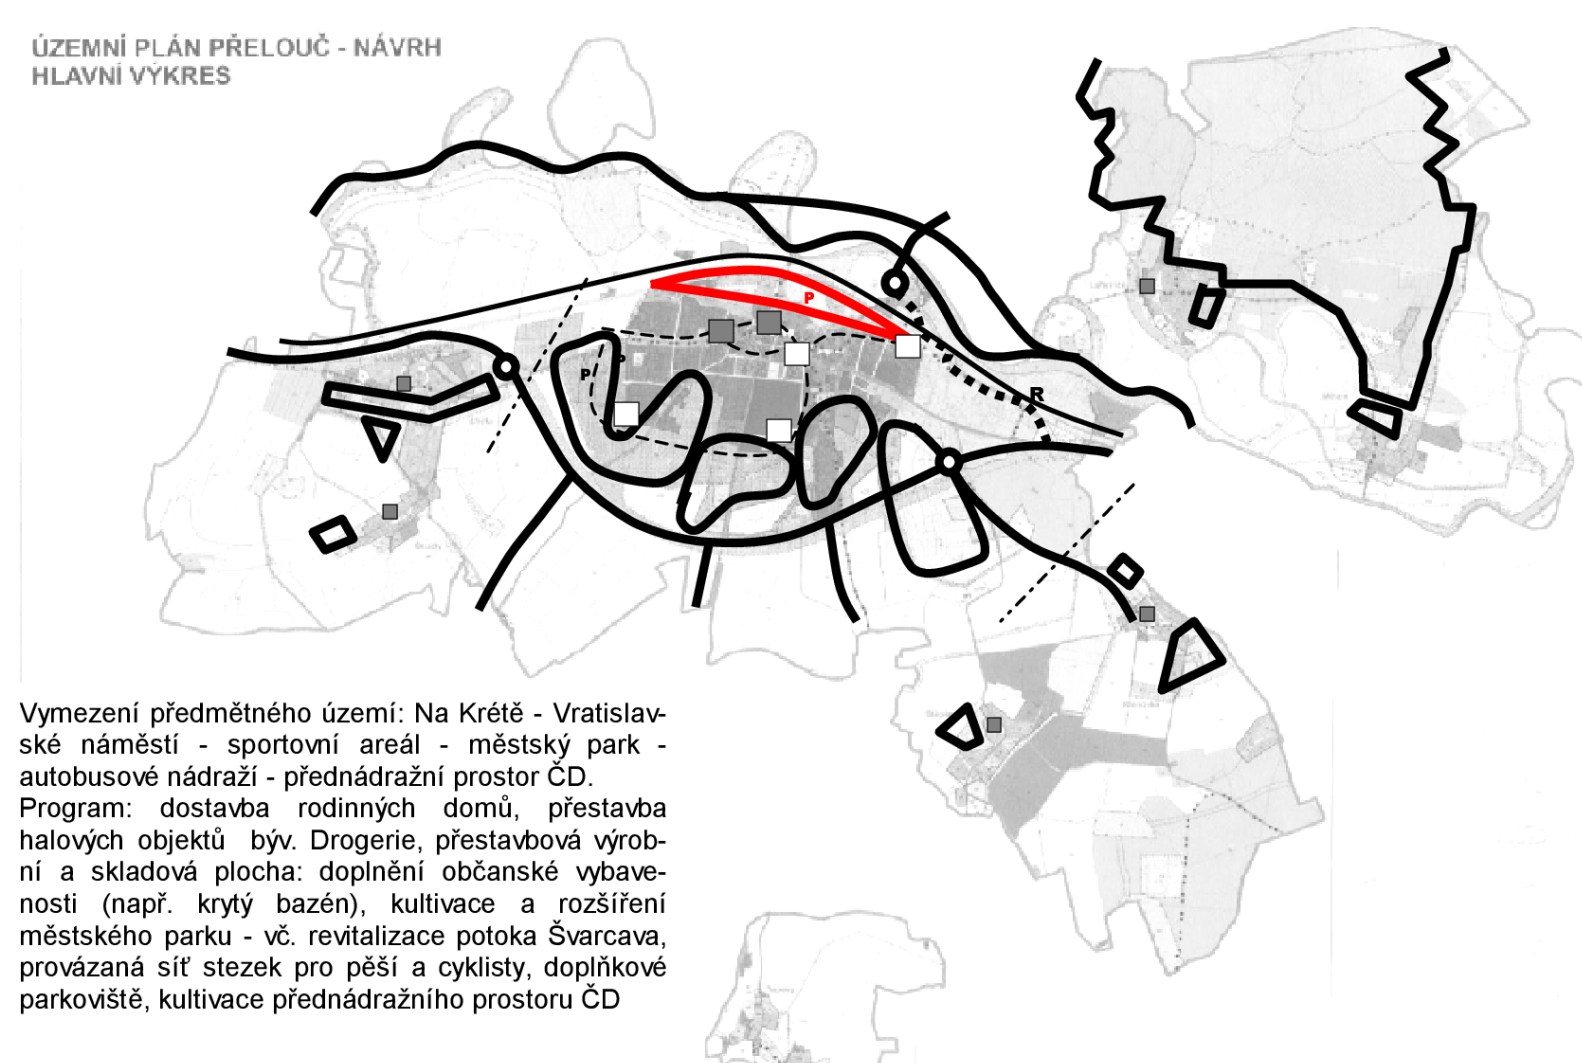 ÚZEMNÍ PLÁN PŘELOUČ - NÁVRH
HLAVNÍ VÝKRES
P
P
P
R
Vymezení předmětného území: Na Krétě - Vratislav-
ské náměstí - sportovní areál - městský park -
autobusové nádraží - přednádražní prostor ČD.
Program: dostavba rodinných domů, přestavba
halových objektů býv. Drogerie, přestavbová výrob-
ní a skladová plocha: doplnění občanské vybave-
nosti (např. krytý bazén), kultivace a rozšíření
městského parku - vč. revitalizace potoka Švarcava,
provázaná síť stezek pro pěší a cyklisty, doplňkové
parkoviště, kultivace přednádražního prostoru ČD